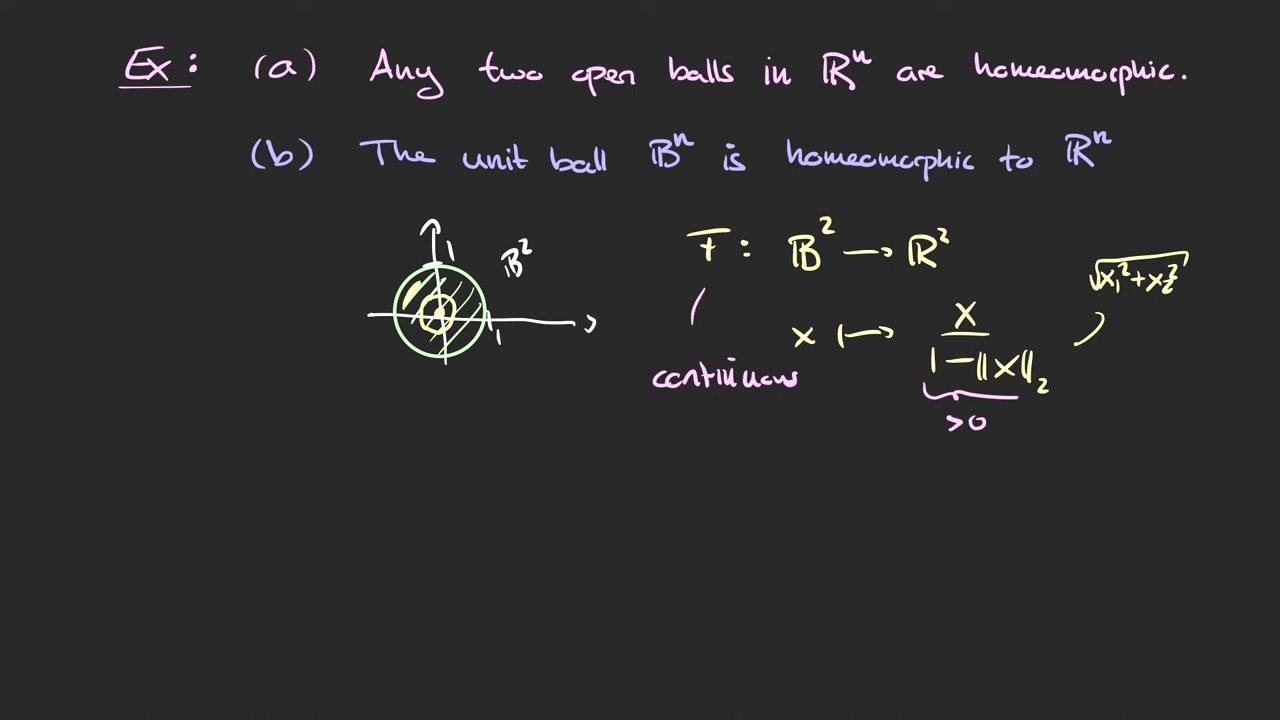 Ex: (a) Any two open balls in ℝⁿ are homeomorphic.
(b) The unit ball 𝔹ⁿ is homeomorphic to ℝⁿ
1
𝔹²
1
F: 𝔹² → ℝ²
√(x₁² + x₂²)
x ↦ x / (1 − ‖x‖₂)
continuous
>0